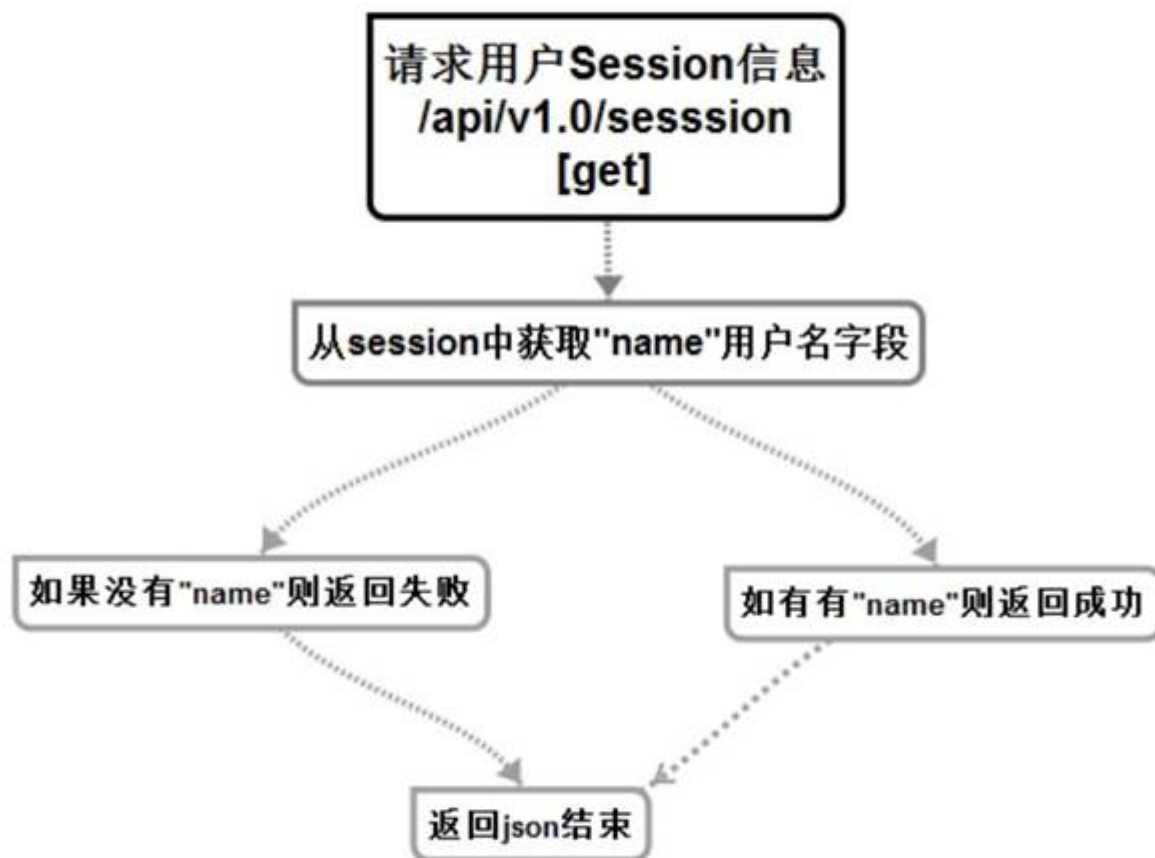 请求用户Session信息
/api/v1.0/sesssion
[get]
从session中获取"name"用户名字段
如果没有"name"则返回失败
如有有"name"则返回成功
返回json结束